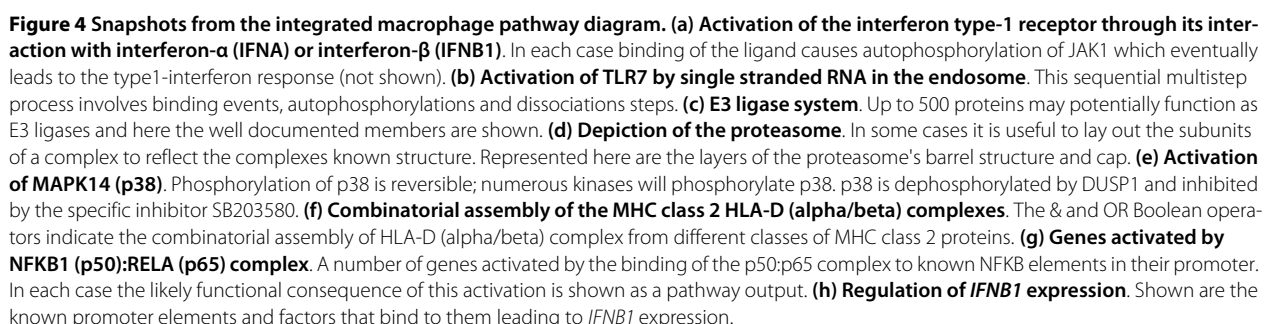 Figure 4 Snapshots from the integrated macrophage pathway diagram. (a) Activation of the interferon type-1 receptor through its inter-
action with interferon-α (IFNA) or interferon-β (IFNB1). In each case binding of the ligand causes autophosphorylation of JAK1 which eventually
leads to the type1-interferon response (not shown). (b) Activation of TLR7 by single stranded RNA in the endosome. This sequential multistep
process involves binding events, autophosphorylations and dissociations steps. (c) E3 ligase system. Up to 500 proteins may potentially function as
E3 ligases and here the well documented members are shown. (d) Depiction of the proteasome. In some cases it is useful to lay out the subunits
of a complex to reflect the complexes known structure. Represented here are the layers of the proteasome's barrel structure and cap. (e) Activation
of MAPK14 (p38). Phosphorylation of p38 is reversible; numerous kinases will phosphorylate p38. p38 is dephosphorylated by DUSP1 and inhibited
by the specific inhibitor SB203580. (f) Combinatorial assembly of the MHC class 2 HLA-D (alpha/beta) complexes. The & and OR Boolean opera-
tors indicate the combinatorial assembly of HLA-D (alpha/beta) complex from different classes of MHC class 2 proteins. (g) Genes activated by
NFKB1 (p50):RELA (p65) complex. A number of genes activated by the binding of the p50:p65 complex to known NFKB elements in their promoter.
In each case the likely functional consequence of this activation is shown as a pathway output. (h) Regulation of IFNB1 expression. Shown are the
known promoter elements and factors that bind to them leading to IFNB1 expression.